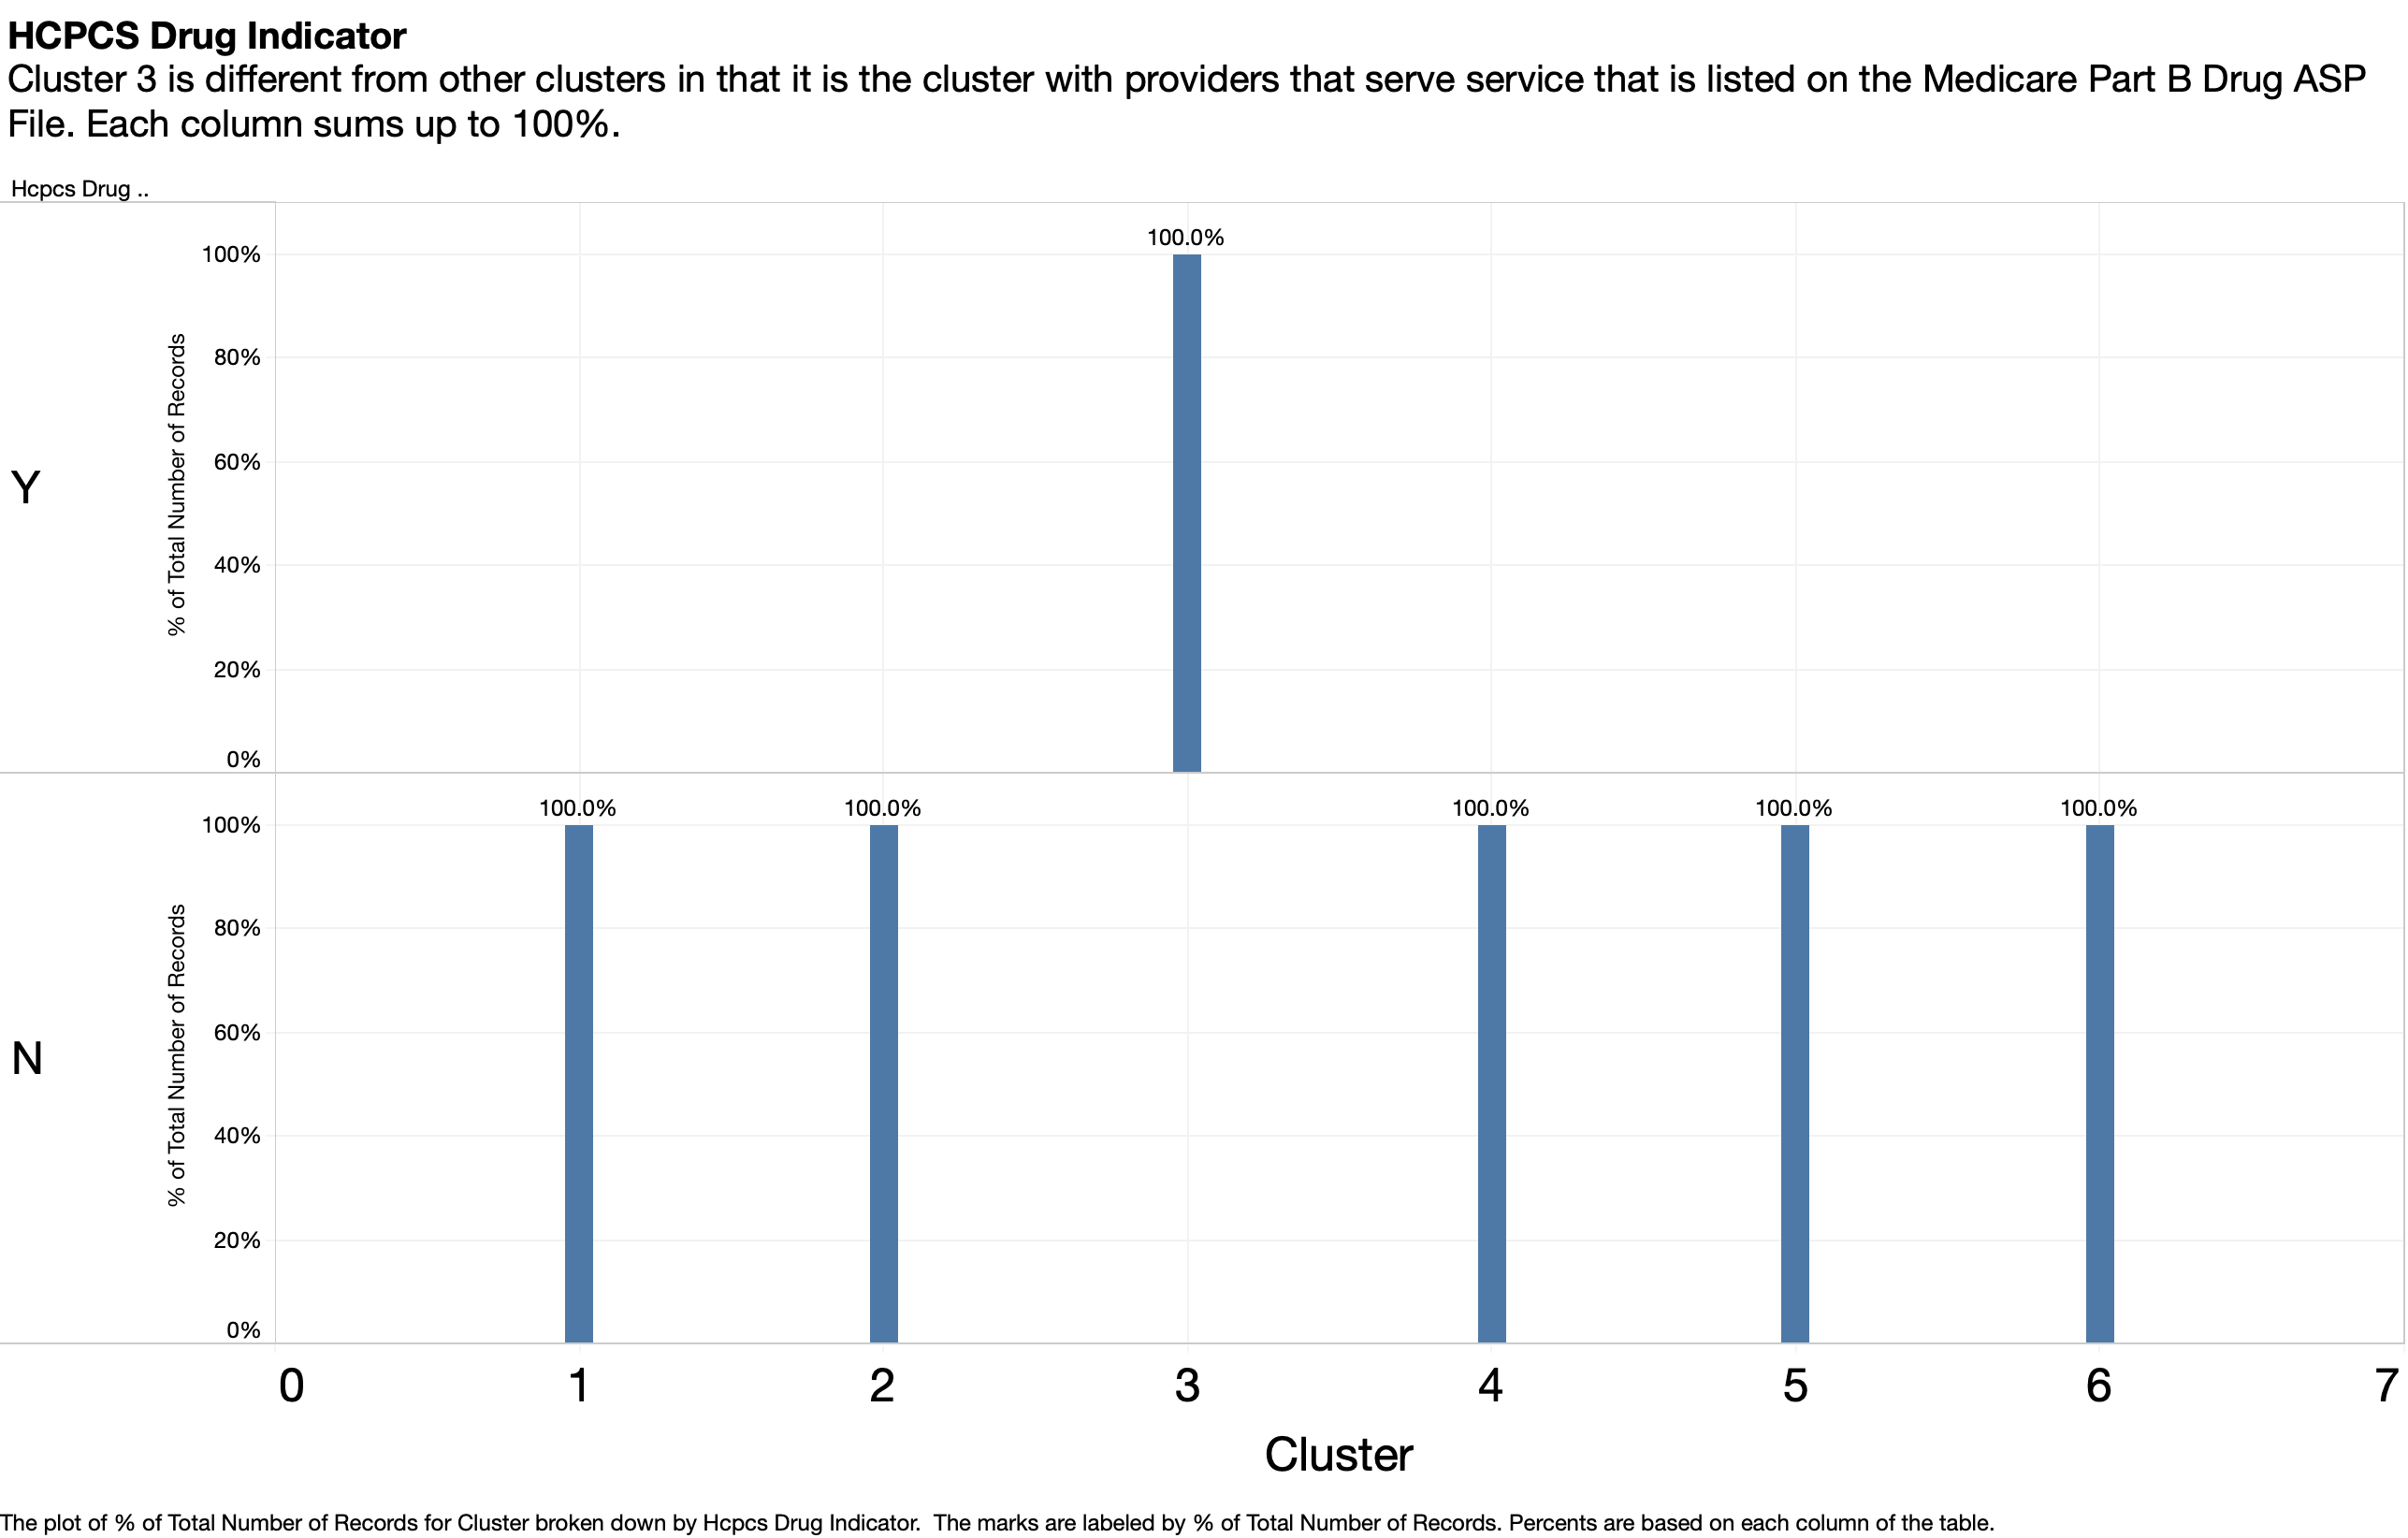 HCPCS Drug Indicator
Cluster 3 is different from other clusters in that it is the cluster with providers that serve service that is listed on the Medicare Part B Drug ASP
File. Each column sums up to 100%.
Hcpcs Drug ..
Y
% of Total Number of Records
100%
80%
60%
40%
20%
0%
100.0%
N
% of Total Number of Records
100%
80%
60%
40%
20%
0%
100.0% 100.0% 100.0% 100.0% 100.0%
0 1 2 3 4 5 6 7
Cluster
The plot of % of Total Number of Records for Cluster broken down by Hcpcs Drug Indicator.  The marks are labeled by % of Total Number of Records. Percents are based on each column of the table.